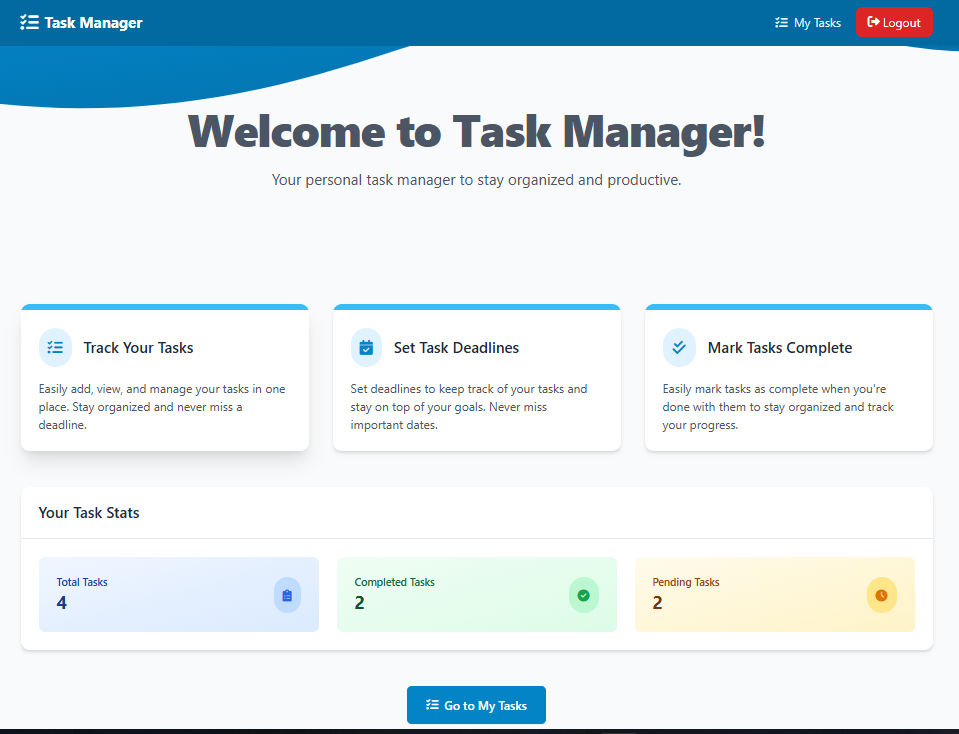 Task Manager
My Tasks
Logout
Welcome to Task Manager!
Your personal task manager to stay organized and productive.
Track Your Tasks
Easily add, view, and manage your tasks in one
place. Stay organized and never miss a
deadline.
Set Task Deadlines
Set deadlines to keep track of your tasks and
stay on top of your goals. Never miss
important dates.
Mark Tasks Complete
Easily mark tasks as complete when you're
done with them to stay organized and track
your progress.
Your Task Stats
Total Tasks
4
Completed Tasks
2
Pending Tasks
2
Go to My Tasks